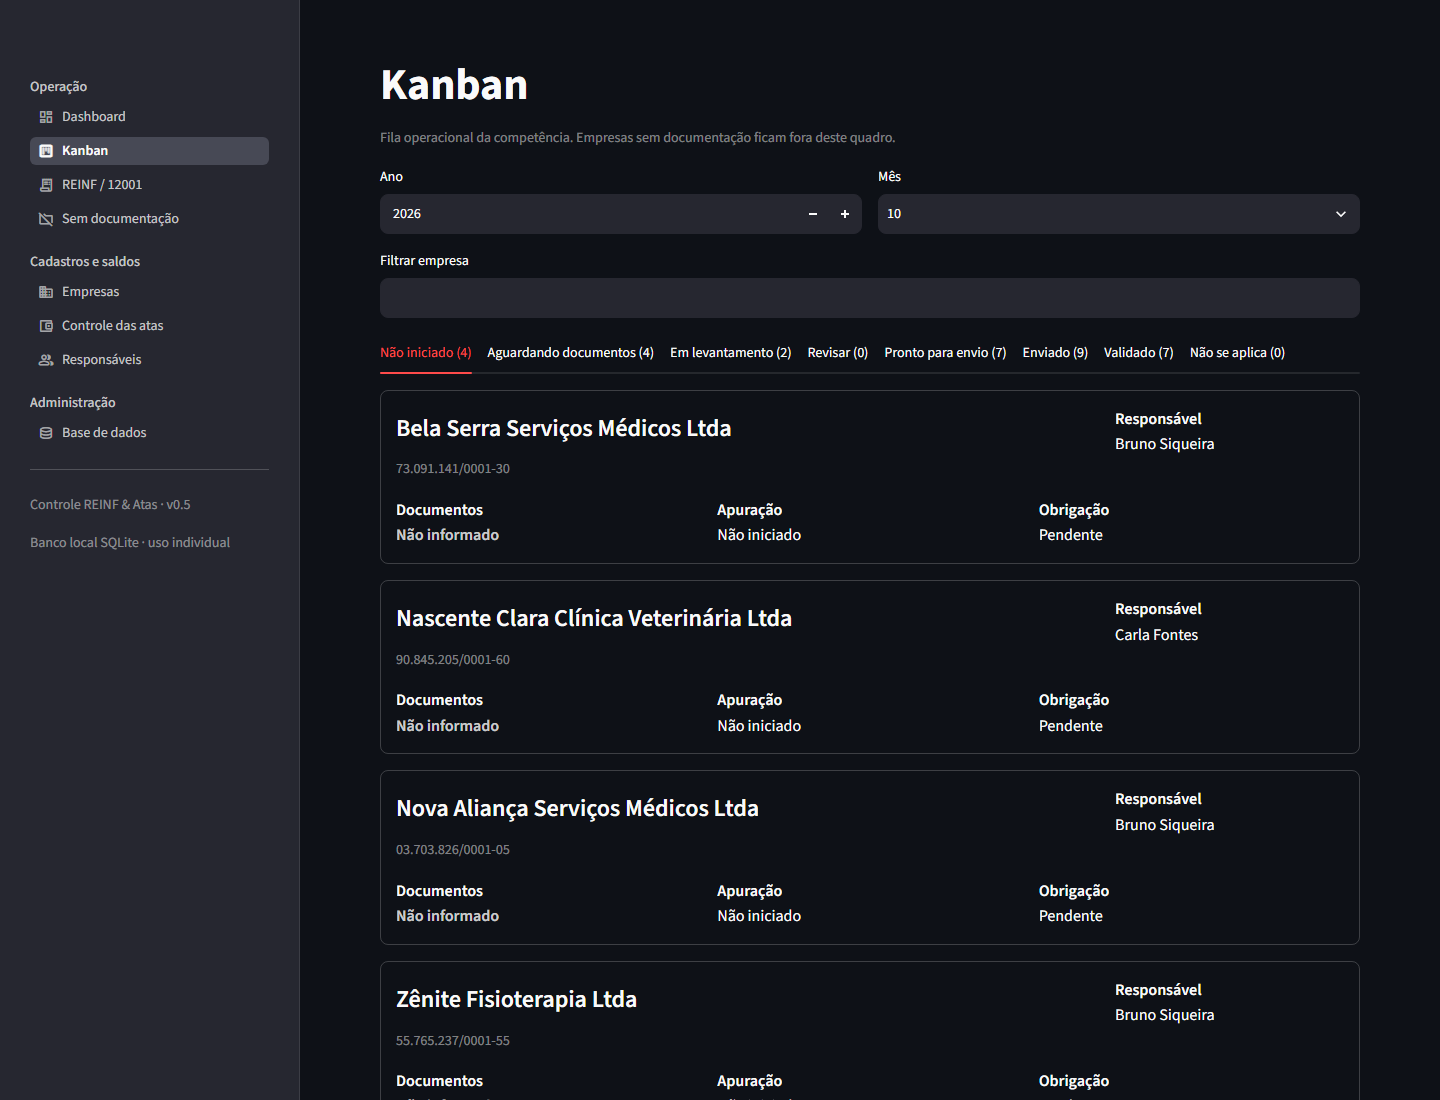 Operação
Dashboard
Kanban
REINF / 12001
Sem documentação
Cadastros e saldos
Empresas
Controle das atas
Responsáveis
Administração
Base de dados
Controle REINF & Atas · v0.5
Banco local SQLite · uso individual
Kanban
Fila operacional da competência. Empresas sem documentação ficam fora deste quadro.
Ano
Mês
2026
10
Filtrar empresa
Não iniciado (4) Aguardando documentos (4) Em levantamento (2) Revisar (0) Pronto para envio (7) Enviado (9) Validado (7) Não se aplica (0)
Bela Serra Serviços Médicos Ltda
73.091.141/0001-30
Responsável
Bruno Siqueira
Documentos Apuração Obrigação
Não informado Não iniciado Pendente
Nascente Clara Clínica Veterinária Ltda
90.845.205/0001-60
Responsável
Carla Fontes
Documentos Apuração Obrigação
Não informado Não iniciado Pendente
Nova Aliança Serviços Médicos Ltda
03.703.826/0001-05
Responsável
Bruno Siqueira
Documentos Apuração Obrigação
Não informado Não iniciado Pendente
Zênite Fisioterapia Ltda
55.765.237/0001-55
Responsável
Bruno Siqueira
Documentos Apuração Obrigação